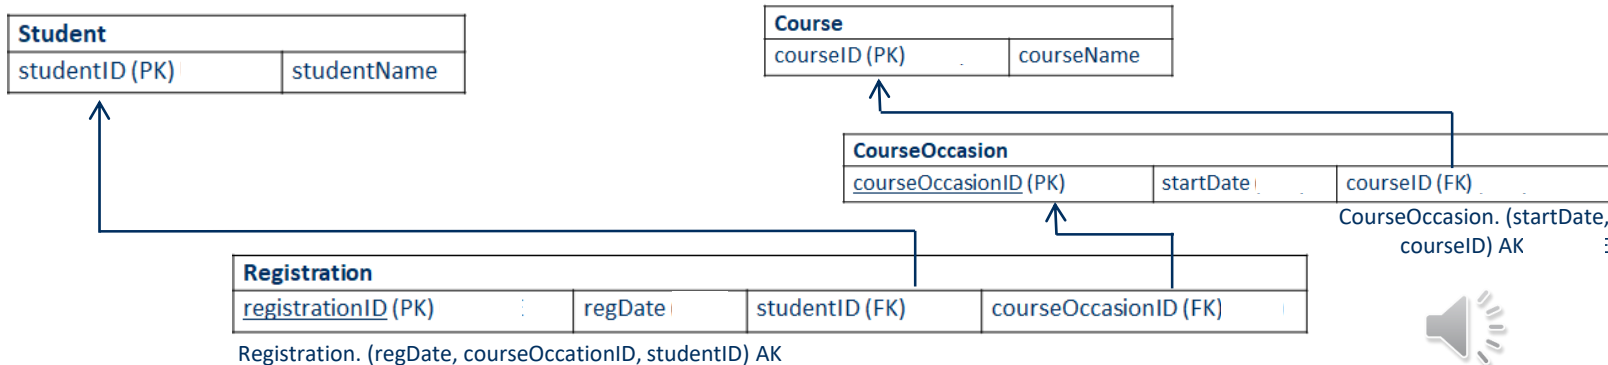 Student
studentID (PK) studentName
Course
courseID (PK) courseName
CourseOccasion
courseOccasionID (PK) startDate courseID (FK)
CourseOccasion. (startDate,
courseID) AK
Registration
registrationID (PK) regDate studentID (FK) courseOccasionID (FK)
Registration. (regDate, courseOccationID, studentID) AK